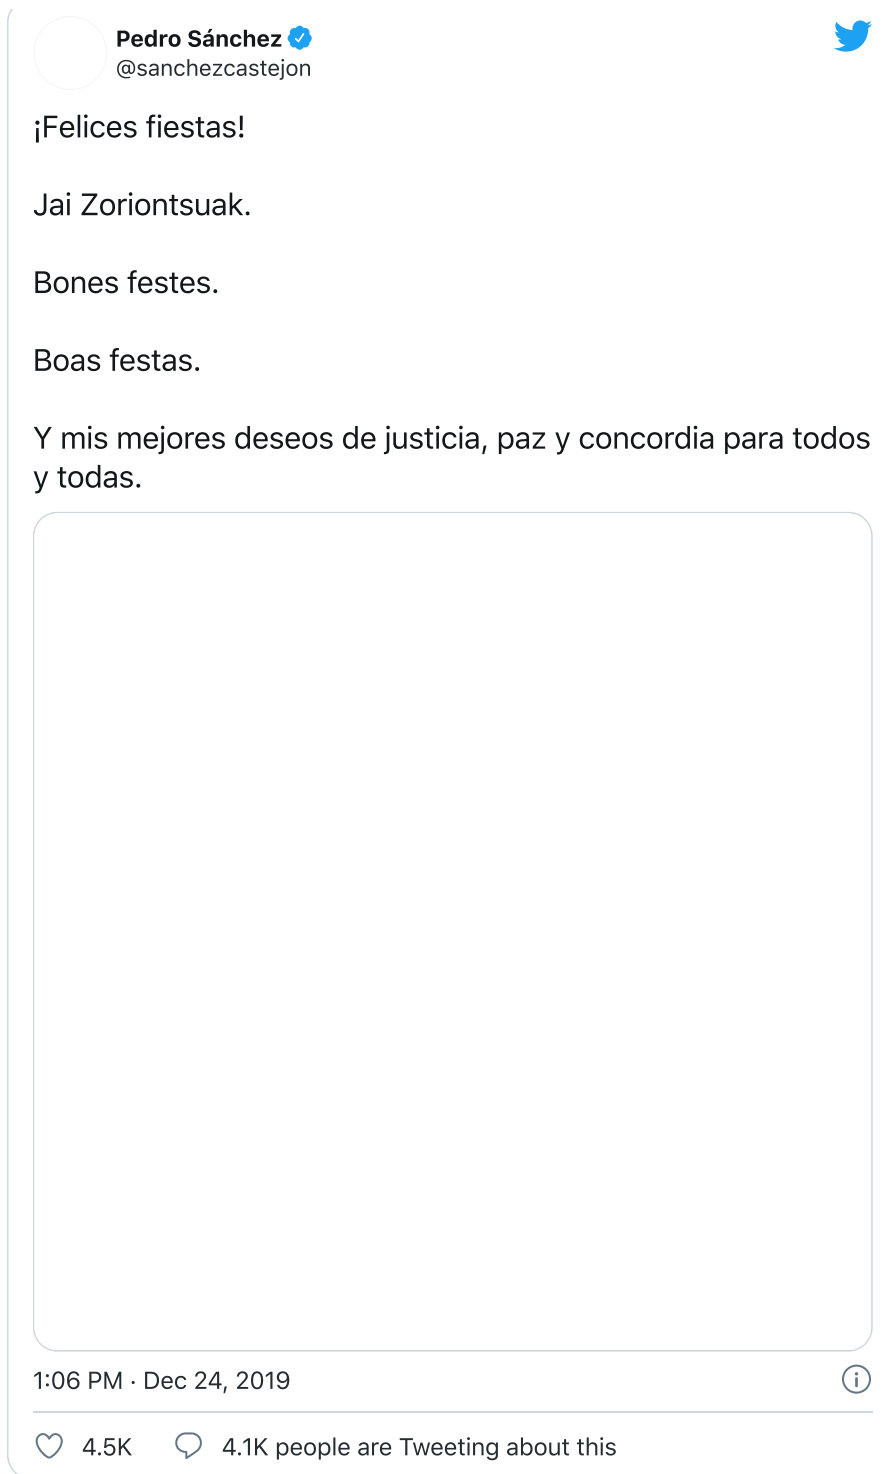 Pedro Sánchez
@sanchezcastejon
¡Felices fiestas!
Jai Zoriontsuak.
Bones festes.
Boas festas.
Y mis mejores deseos de justicia, paz y concordia para todos
y todas.
1:06 PM · Dec 24, 2019
4.5K 4.1K people are Tweeting about this